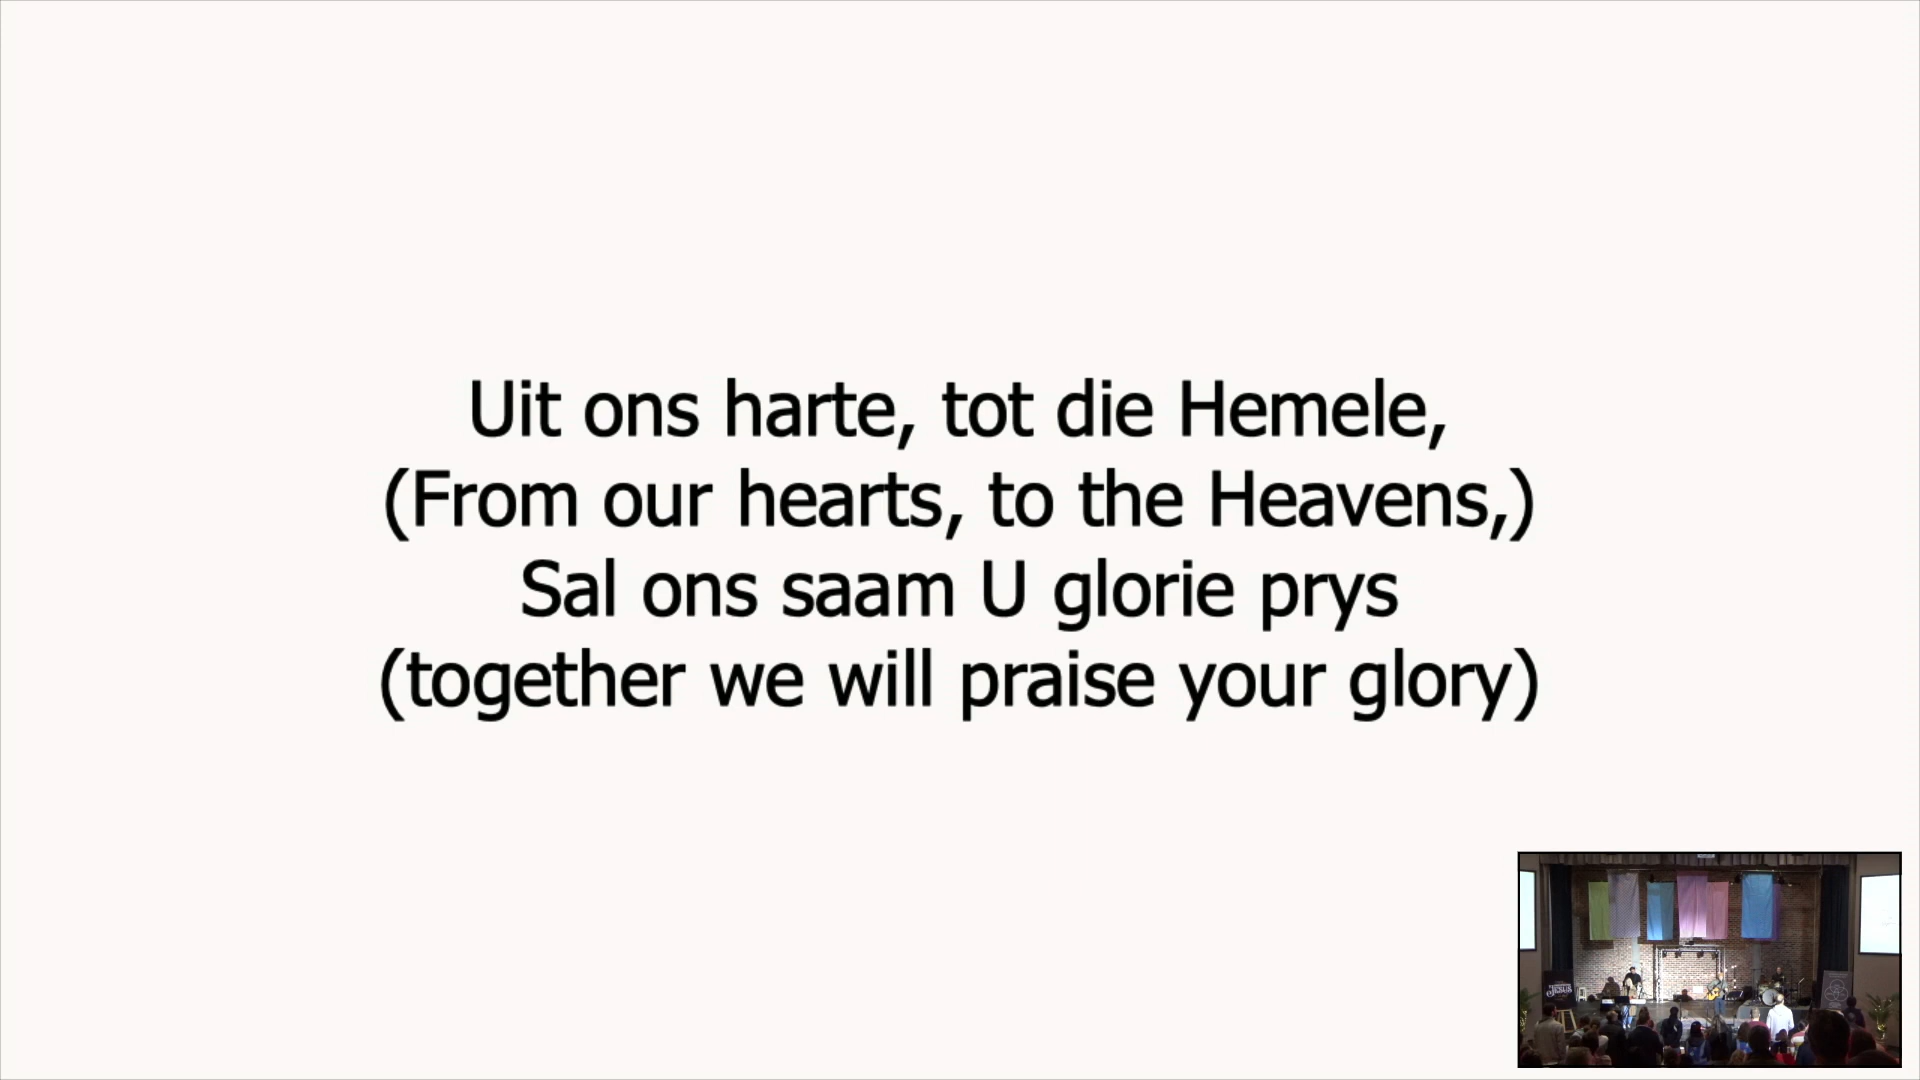 Uit ons harte, tot die Hemele,
(From our hearts, to the Heavens,)
Sal ons saam U glorie prys
(together we will praise your glory)
JESUS